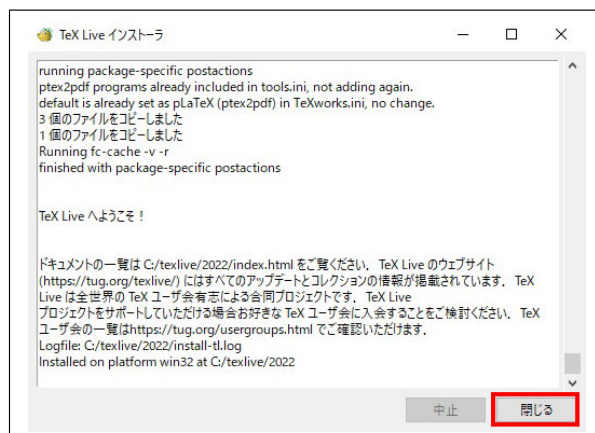 TeX Live インストーラ
running package-specific postactions
ptex2pdf programs already included in tools.ini, not adding again.
default is already set as pLaTeX (ptex2pdf) in TeXworks.ini, no change.
3 個のファイルをコピーしました
1 個のファイルをコピーしました
Running fc-cache -v -r
finished with package-specific postactions
TeX Live へようこそ！
ドキュメントの一覧は C:/texlive/2022/index.html をご覧ください． TeX Live のウェブサイト
(https://tug.org/texlive/) にはすべてのアップデートとコレクションの情報が掲載されています． TeX
Live は全世界の TeX ユーザ会有志による合同プロジェクトです． TeX Live
プロジェクトをサポートしていただける場合お好きな TeX ユーザ会に入会することをご検討ください． TeX
ユーザ会の一覧はhttps://tug.org/usergroups.html でご確認いただけます．
Logfile: C:/texlive/2022/install-tl.log
Installed on platform win32 at C:/texlive/2022
中止 閉じる